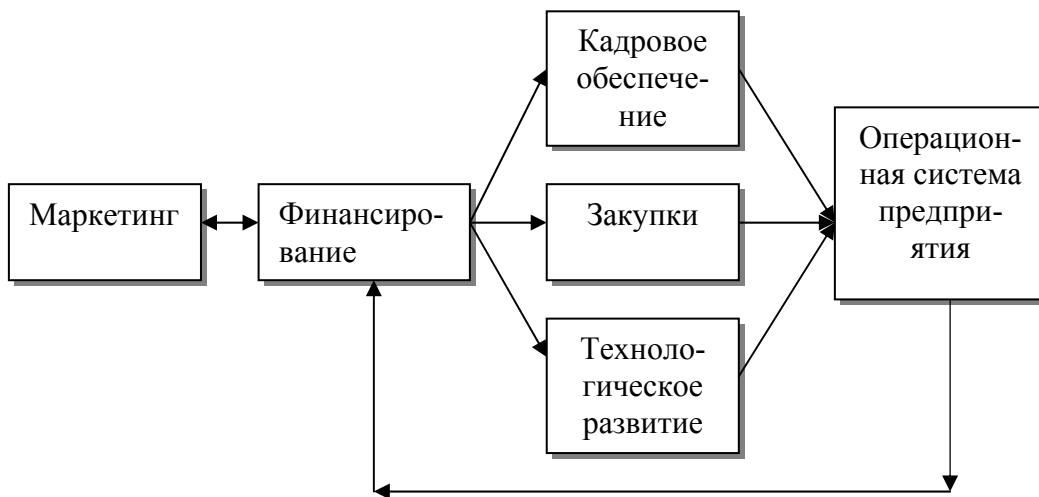 Маркетинг
Финансиро-
вание
Кадровое
обеспече-
ние
Закупки
Техноло-
гическое
развитие
Операцион-
ная система
предпри-
ятия